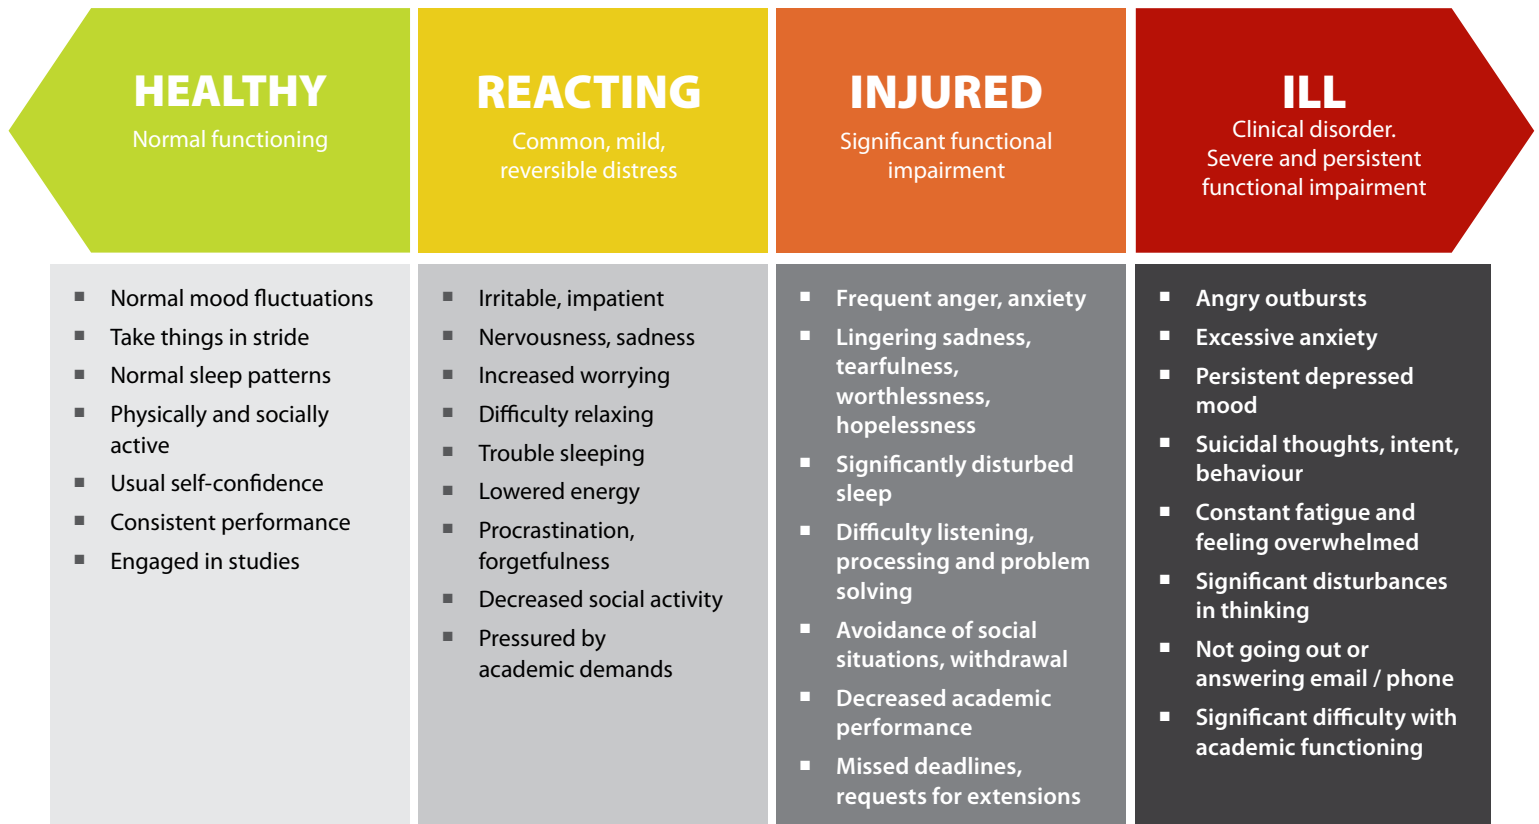 HEALTHY
Normal functioning
■ Normal mood fluctuations
■ Take things in stride
■ Normal sleep patterns
■ Physically and socially
active
■ Usual self-confidence
■ Consistent performance
■ Engaged in studies
REACTING
Common, mild,
reversible distress
■ Irritable, impatient
■ Nervousness, sadness
■ Increased worrying
■ Difficulty relaxing
■ Trouble sleeping
■ Lowered energy
■ Procrastination,
forgetfulness
■ Decreased social activity
■ Pressured by
academic demands
INJURED
Significant functional
impairment
■ Frequent anger, anxiety
■ Lingering sadness,
tearfulness,
worthlessness,
hopelessness
■ Significantly disturbed
sleep
■ Difficulty listening,
processing and problem
solving
■ Avoidance of social
situations, withdrawal
■ Decreased academic
performance
■ Missed deadlines,
requests for extensions
ILL
Clinical disorder.
Severe and persistent
functional impairment
■ Angry outbursts
■ Excessive anxiety
■ Persistent depressed
mood
■ Suicidal thoughts, intent,
behaviour
■ Constant fatigue and
feeling overwhelmed
■ Significant disturbances
in thinking
■ Not going out or
answering email / phone
■ Significant difficulty with
academic functioning